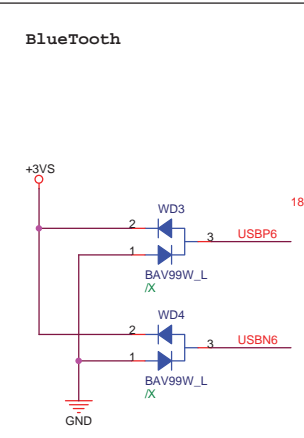 BlueTooth
+3VS
18
WD3
2
3 USBP6
1
BAV99W_L
/X
WD4
2
3 USBN6
1
BAV99W_L
/X
GND